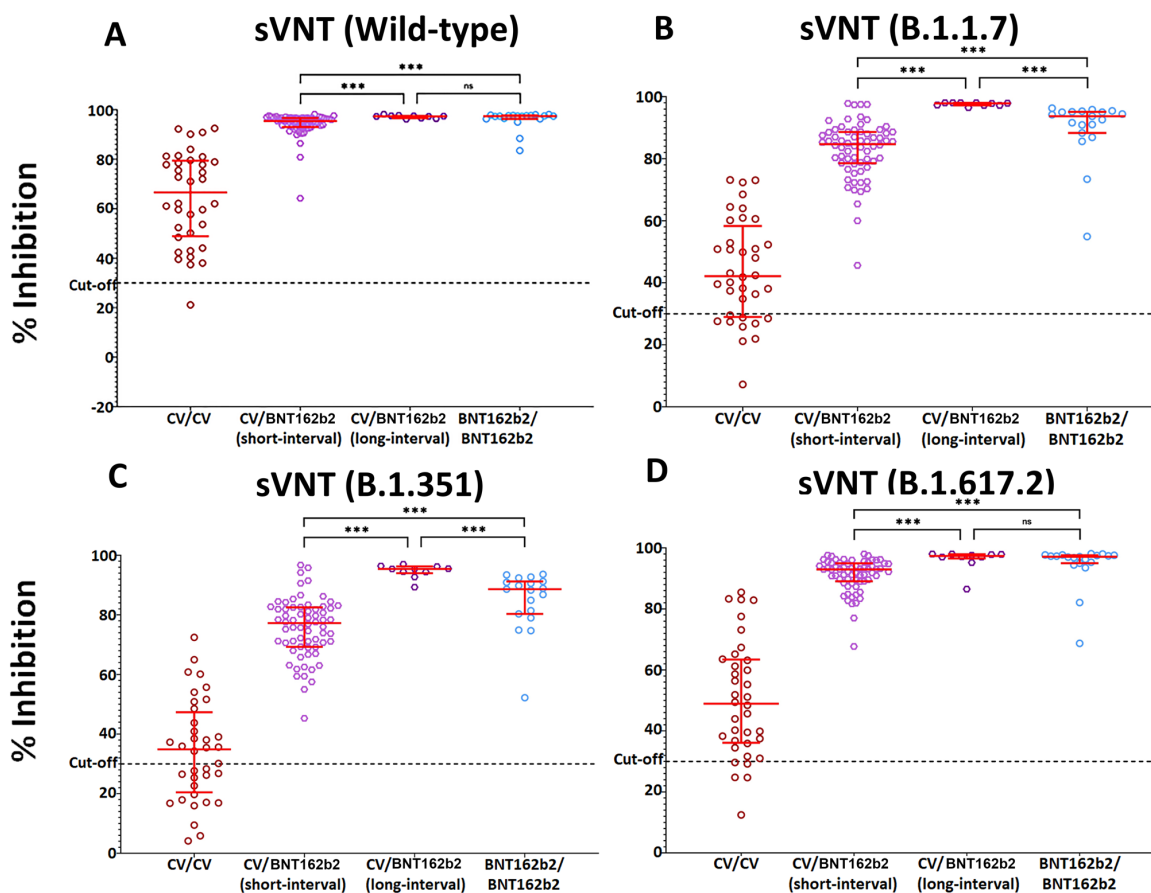 A
sVNT (Wild-type)
***
***
ns
% Inhibition
100
80
60
40
Cut-off
20
0
-20
CV/CV
CV/BNT162b2
(short-interval)
CV/BNT162b2
(long-interval)
BNT162b2/
BNT162b2
B
sVNT (B.1.1.7)
***
***
***
100
80
60
40
Cut-off
20
0
CV/CV
CV/BNT162b2
(short-interval)
CV/BNT162b2
(long-interval)
BNT162b2/
BNT162b2
C
sVNT (B.1.351)
***
***
***
% Inhibition
100
80
60
40
Cut-off
20
0
CV/CV
CV/BNT162b2
(short-interval)
CV/BNT162b2
(long-interval)
BNT162b2/
BNT162b2
D
sVNT (B.1.617.2)
***
***
ns
100
80
60
40
Cut-off
20
0
CV/CV
CV/BNT162b2
(short-interval)
CV/BNT162b2
(long-interval)
BNT162b2/
BNT162b2